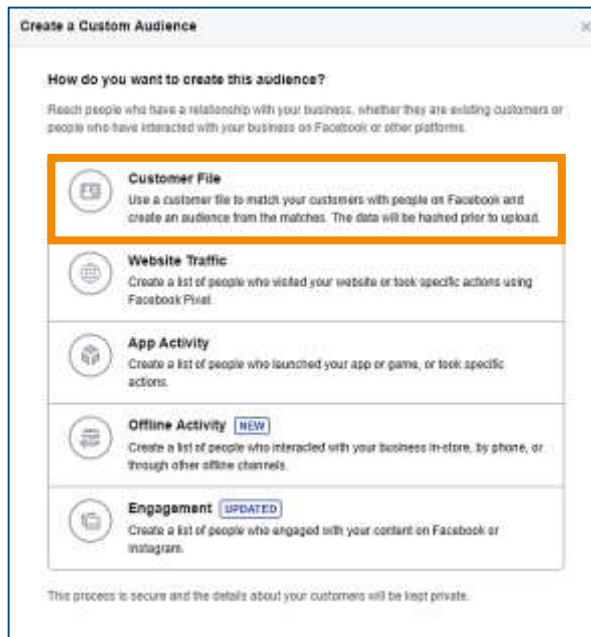 Create a Custom Audience
How do you want to create this audience?
Reach people who have a relationship with your business, whether they are existing customers or
people who have interacted with your business on Facebook or other platforms.
Customer File
Use a customer file to match your customers with people on Facebook and
create an audience from the matches. The data will be hashed prior to upload.
Website Traffic
Create a list of people who visited your website or took specific actions using
Facebook Pixel.
App Activity
Create a list of people who launched your app or game, or took specific
actions.
Offline Activity NEW
Create a list of people who interacted with your business in-store, by phone, or
through other offline channels.
Engagement UPDATED
Create a list of people who engaged with your content on Facebook or
Instagram.
This process is secure and the details about your customers will be kept private.